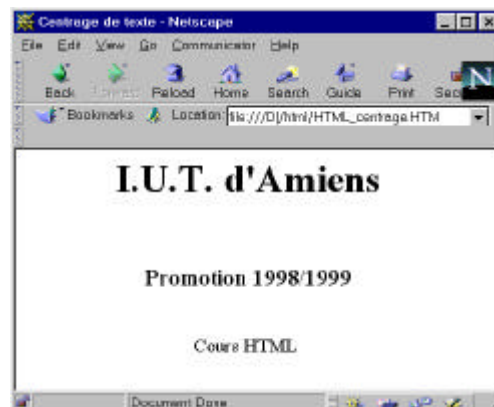 Centrage de texte - Netscape
File Edit View Go Communicator Help
Back Reload Home Search Guide Print
Bookmarks Location: file:///D|/html/HTML_centrage.HTM
N
I.U.T. d'Amiens
Promotion 1998/1999
Cours HTML
Document Done